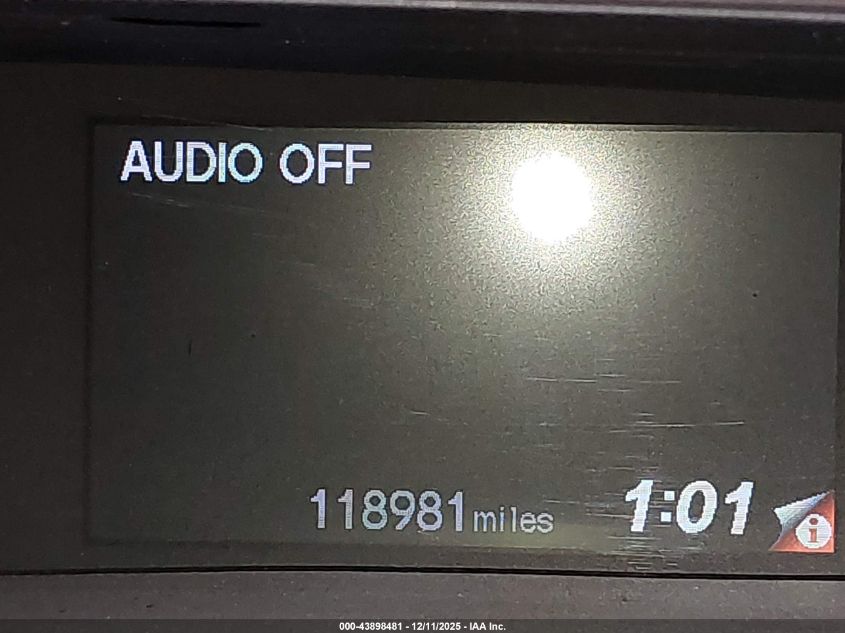 AUDIO OFF
118981 miles 1:01
i
000-43898481 - 12/11/2025 - IAA Inc.